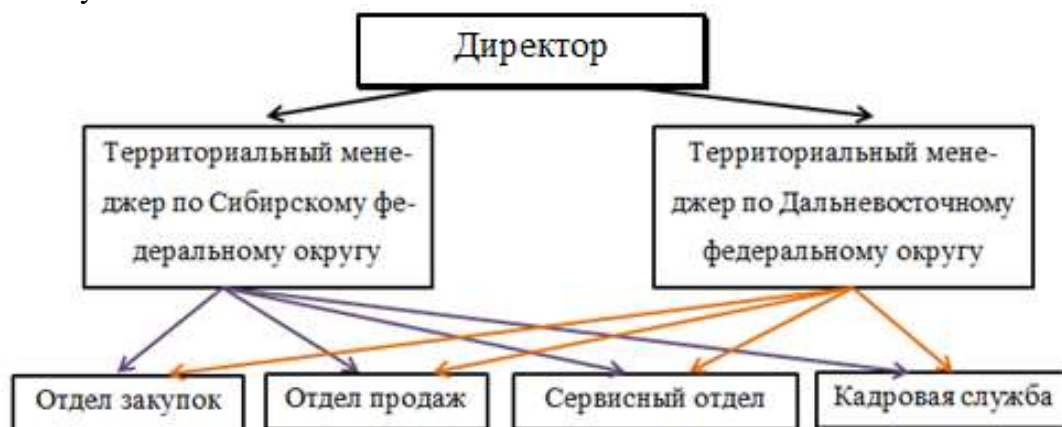 Директор
Территориальный мене-
джер по Сибирскому фе-
деральному округу
Территориальный мене-
джер по Дальневосточному
федеральному округу
Отдел закупок
Отдел продаж
Сервисный отдел
Кадровая служба